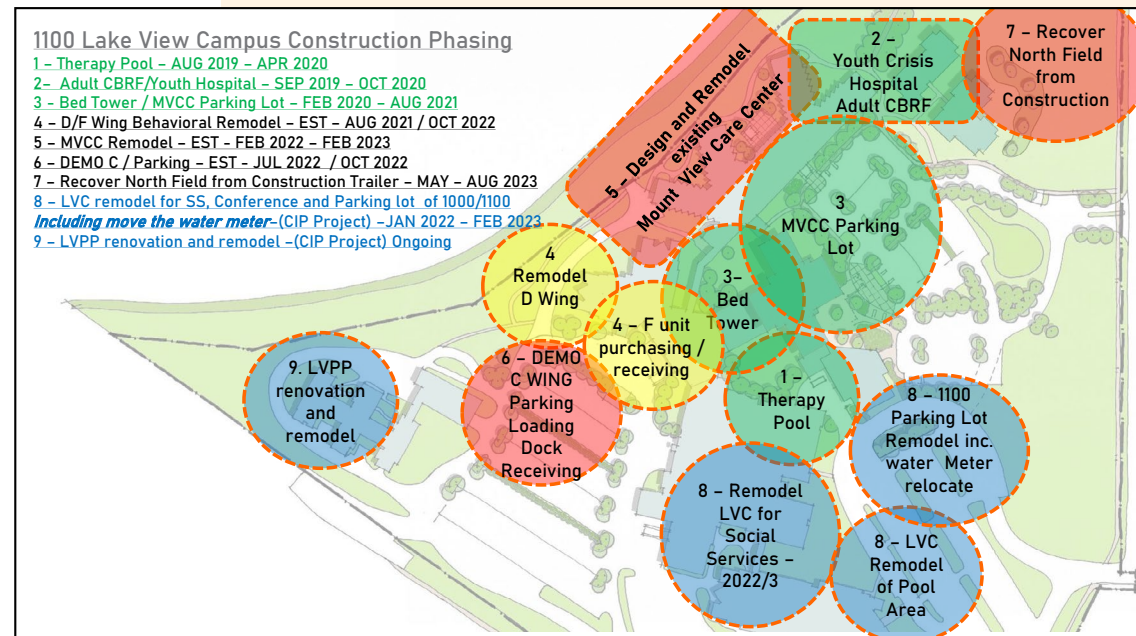 1100 Lake View Campus Construction Phasing
1 – Therapy Pool – AUG 2019 – APR 2020
2– Adult CBRF/Youth Hospital – SEP 2019 – OCT 2020
3 - Bed Tower / MVCC Parking Lot – FEB 2020 – AUG 2021
4 – D/F Wing Behavioral Remodel – EST – AUG 2021 / OCT 2022
5 – MVCC Remodel – EST - FEB 2022 – FEB 2023
6 – DEMO C / Parking – EST - JUL 2022 / OCT 2022
7 – Recover North Field from Construction Trailer – MAY – AUG 2023
8 – LVC remodel for SS, Conference and Parking lot of 1000/1100
Including move the water meter–(CIP Project) –JAN 2022 – FEB 2023
9 – LVPP renovation and remodel –(CIP Project) Ongoing
5 – Design and Remodel
existing
Mount View Care Center
2 –
Youth Crisis
Hospital
Adult CBRF
7 – Recover
North Field
from
Construction
3
MVCC Parking
Lot
4
Remodel
D Wing
3–
Bed
Tower
4 – F unit
purchasing /
receiving
6 – DEMO
C WING
Parking
Loading
Dock
Receiving
9. LVPP
renovation
and
remodel
1 –
Therapy
Pool
8 – 1100
Parking Lot
Remodel inc.
water Meter
relocate
8 – Remodel
LVC for
Social
Services –
2022/3
8 – LVC
Remodel
of Pool
Area